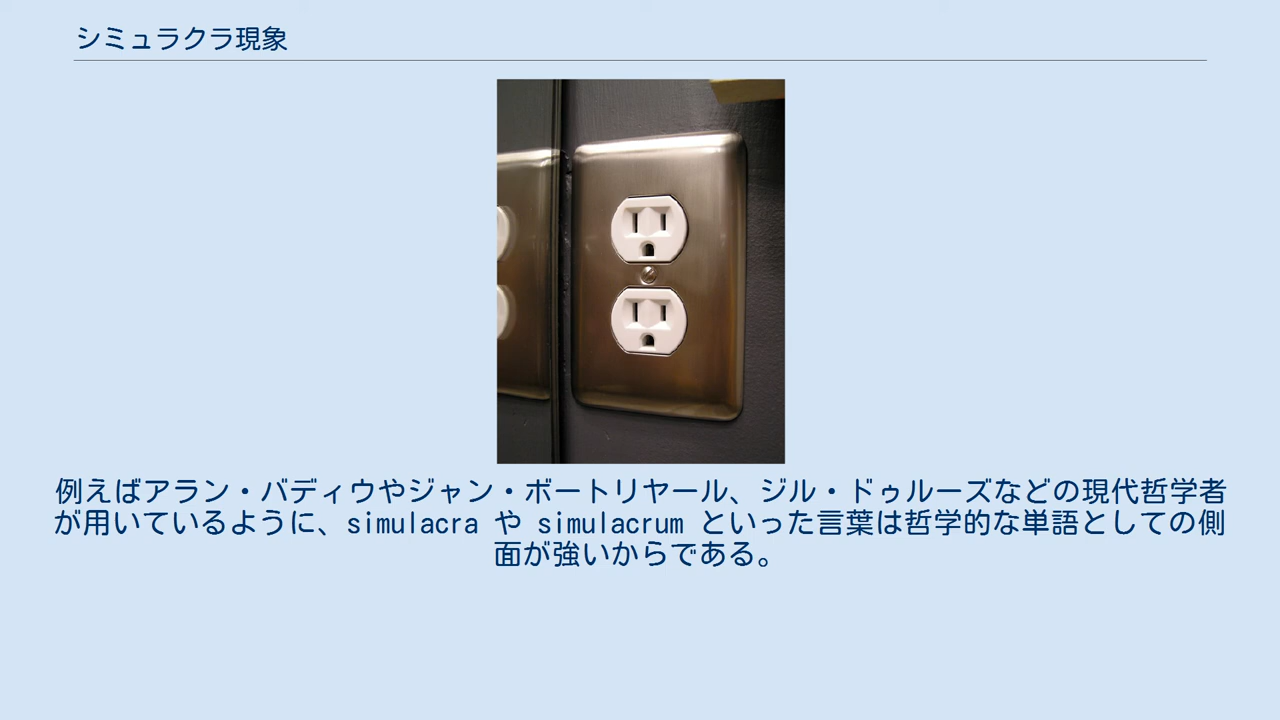 シミュラクラ現象
例えばアラン・バディウやジャン・ボートリヤール、ジル・ドゥルーズなどの現代哲学者
が用いているように、simulacra や simulacrum といった言葉は哲学的な単語としての側
面が強いからである。